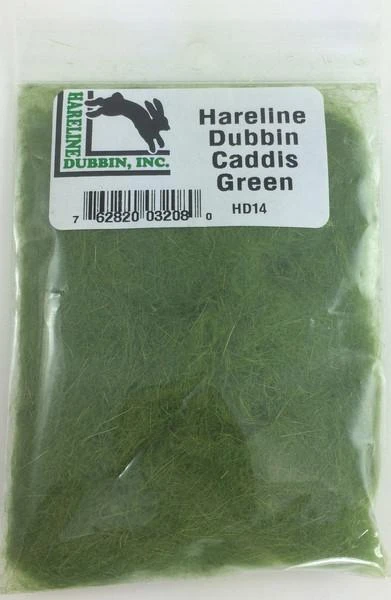 HARELINE
DUBBIN, INC.
Hareline
Dubbin
Caddis
Green
HD14
7 62820 03208 0